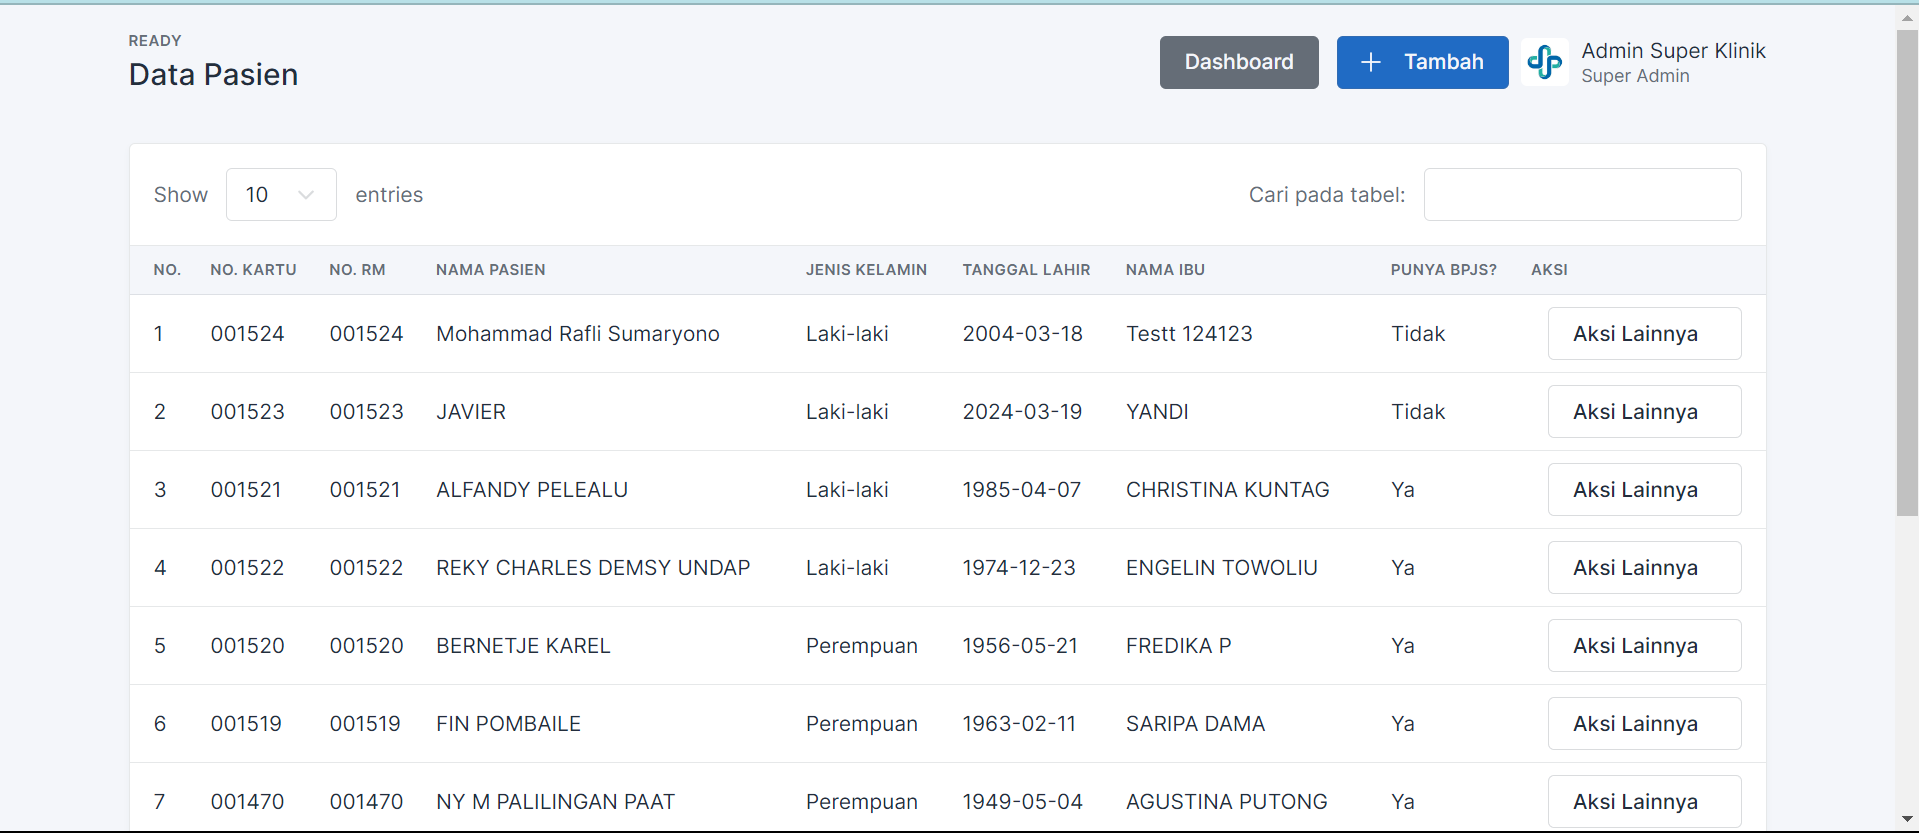 READY
Data Pasien
Dashboard
Tambah
Admin Super Klinik
Super Admin
Show 10 entries
Cari pada tabel:
NO. NO. KARTU NO. RM NAMA PASIEN JENIS KELAMIN TANGGAL LAHIR NAMA IBU PUNYA BPJS? AKSI
1 001524 001524 Mohammad Rafli Sumaryono Laki-laki 2004-03-18 Testt 124123 Tidak Aksi Lainnya
2 001523 001523 JAVIER Laki-laki 2024-03-19 YANDI Tidak Aksi Lainnya
3 001521 001521 ALFANDY PELEALU Laki-laki 1985-04-07 CHRISTINA KUNTAG Ya Aksi Lainnya
4 001522 001522 REKY CHARLES DEMSY UNDAP Laki-laki 1974-12-23 ENGELIN TOWOLIU Ya Aksi Lainnya
5 001520 001520 BERNETJE KAREL Perempuan 1956-05-21 FREDIKA P Ya Aksi Lainnya
6 001519 001519 FIN POMBAILE Perempuan 1963-02-11 SARIPA DAMA Ya Aksi Lainnya
7 001470 001470 NY M PALILINGAN PAAT Perempuan 1949-05-04 AGUSTINA PUTONG Ya Aksi Lainnya